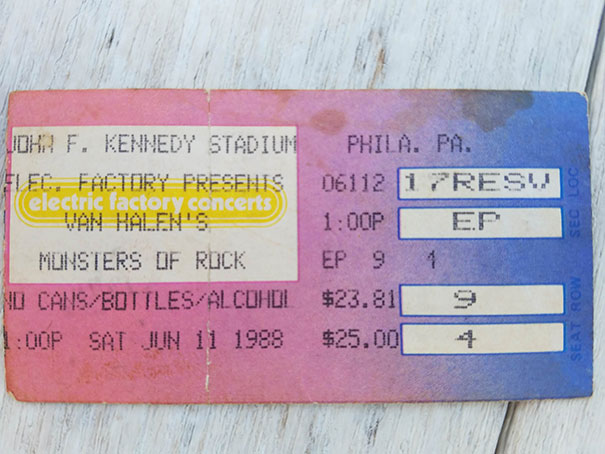 JOHN F. KENNEDY STADIUM PHILA. PA.
ELEC. FACTORY PRESENTS 06112 17RESV
electric factory concerts
VAN HALEN'S 1:00P EP
MONSTERS OF ROCK EP 9 4
NO CANS/BOTTLES/ALCOHOL $23.81 9
1:00P SAT JUN 11 1988 $25.00 4
SEC LOC
SEAT ROW